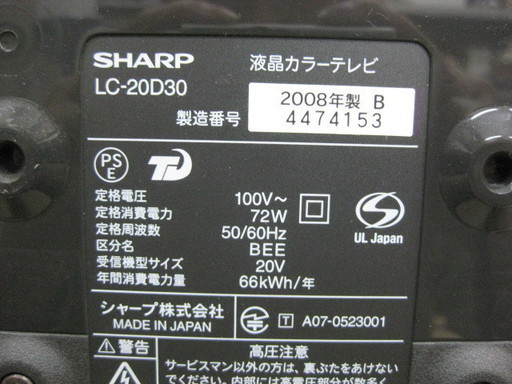 SHARP 液晶カラーテレビ
LC-20D30
2008年製 B
製造番号 4474153
PS
E
定格電圧 100V～
定格消費電力 72W
定格周波数 50/60Hz
区分名 BEE
受信機型サイズ 20V
年間消費電力量 66kWh/年
UL Japan
シャープ株式会社
MADE IN JAPAN
T A07-0523001
警告
高圧注意
サービスマン以外の方は、裏ぶたをあけない
でください。内部には高電圧部分が数多く